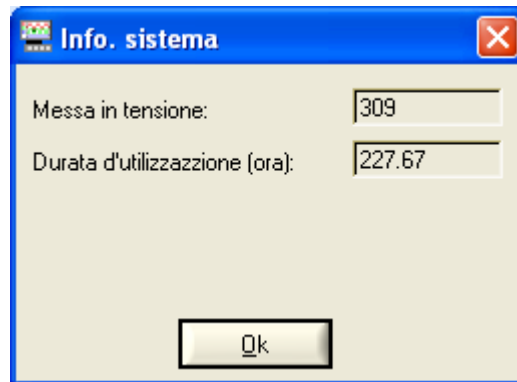 Info. sistema
Messa in tensione: 309
Durata d'utilizzazzione (ora): 227.67
Ok